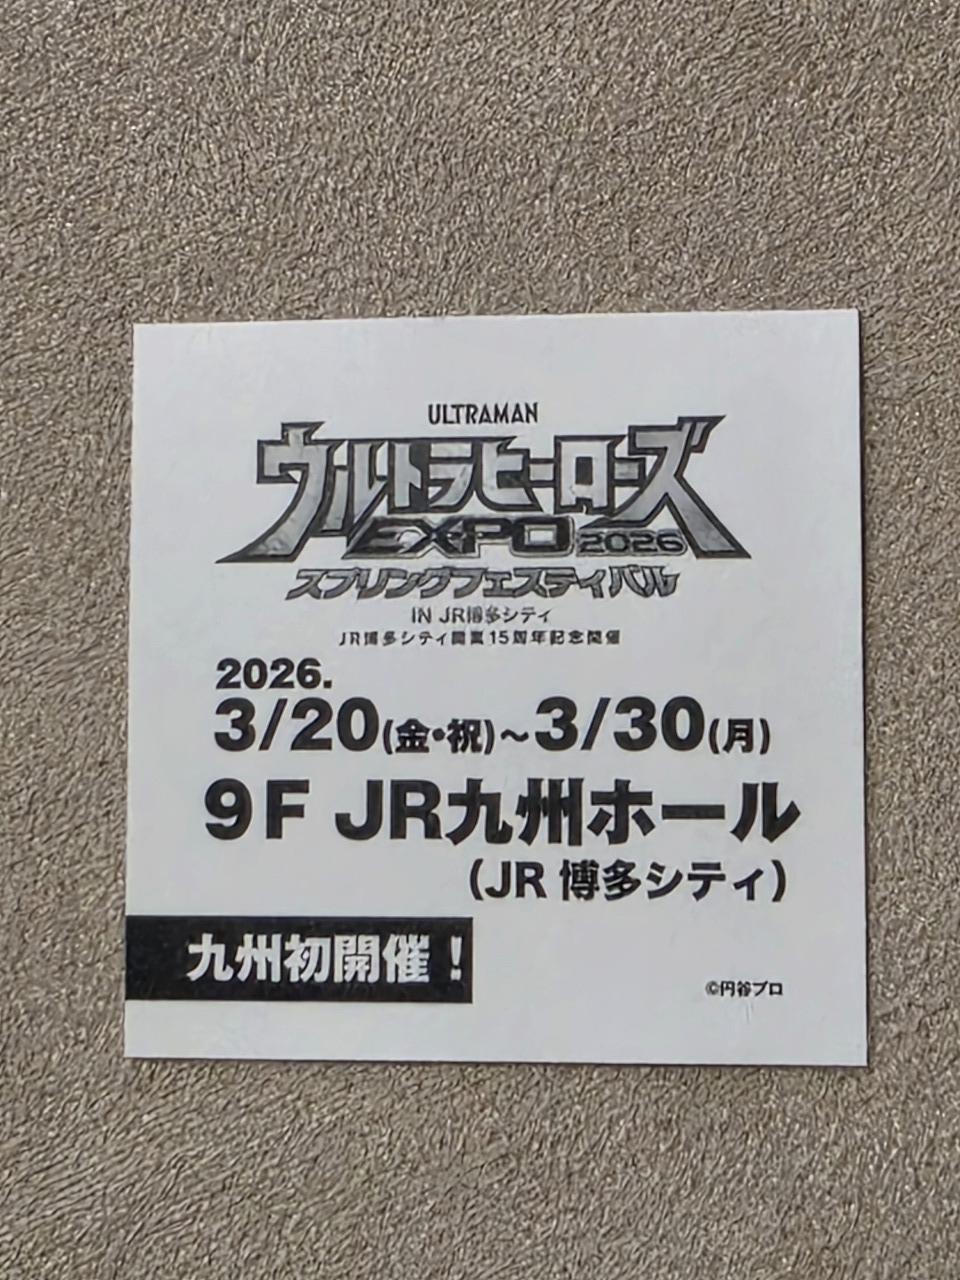 ULTRAMAN
ウルトラヒーローズ
EXPO 2026
スプリングフェスティバル
IN JR博多シティ
JR博多シティ開業15周年記念開催
2026.
3/20(金・祝)~3/30(月)
9F JR九州ホール
(JR 博多シティ)
九州初開催!
©円谷プロ